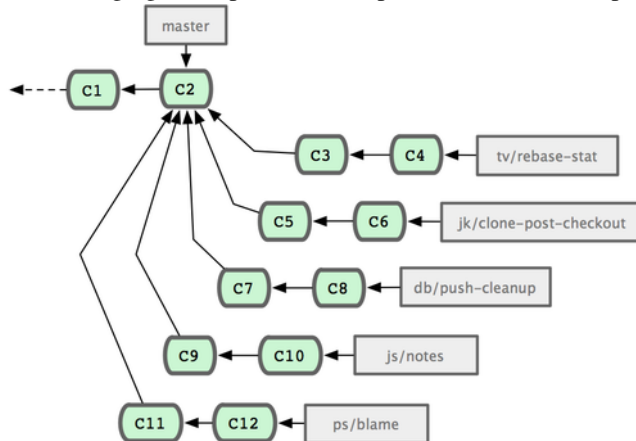 master
C1 C2
C3 C4 tv/rebase-stat
C5 C6 jk/clone-post-checkout
C7 C8 db/push-cleanup
C9 C10 js/notes
C11 C12 ps/blame